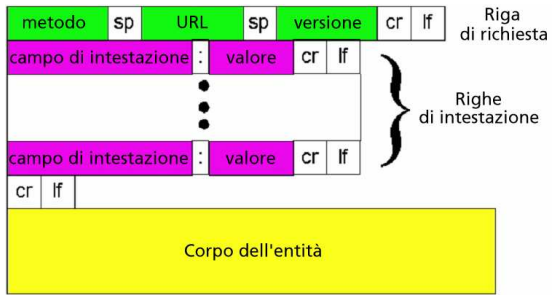 metodo sp URL sp versione cr lf Riga
di richiesta
campo di intestazione : valore cr lf
Righe
di intestazione
campo di intestazione : valore cr lf
cr lf
Corpo dell'entità